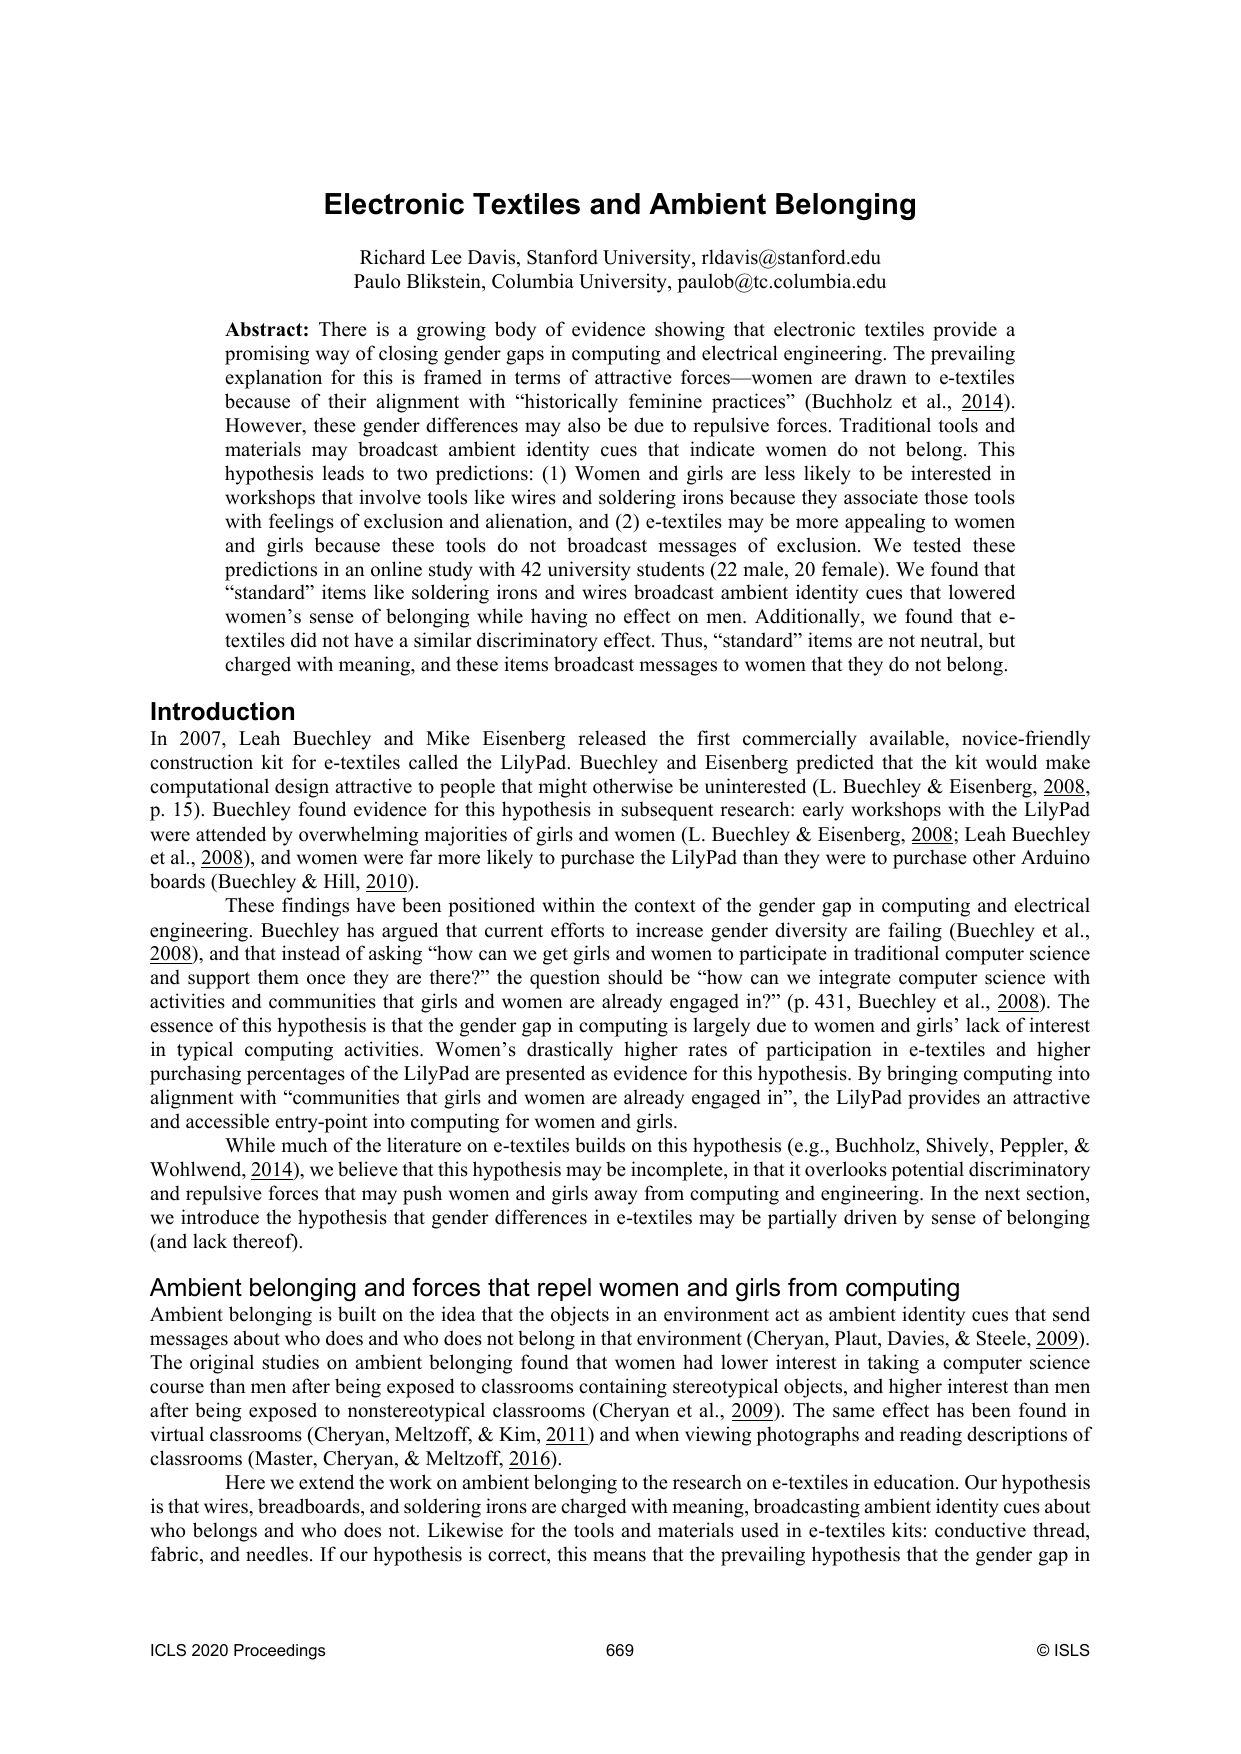 Electronic Textiles and Ambient Belonging
Richard Lee Davis, Stanford University, rldavis@stanford.edu
Paulo Blikstein, Columbia University, paulob@tc.columbia.edu
Abstract: There is a growing body of evidence showing that electronic textiles provide a
promising way of closing gender gaps in computing and electrical engineering. The prevailing
explanation for this is framed in terms of attractive forces—women are drawn to e-textiles
because of their alignment with “historically feminine practices” (Buchholz et al., 2014).
However, these gender differences may also be due to repulsive forces. Traditional tools and
materials may broadcast ambient identity cues that indicate women do not belong. This
hypothesis leads to two predictions: (1) Women and girls are less likely to be interested in
workshops that involve tools like wires and soldering irons because they associate those tools
with feelings of exclusion and alienation, and (2) e-textiles may be more appealing to women
and girls because these tools do not broadcast messages of exclusion. We tested these
predictions in an online study with 42 university students (22 male, 20 female). We found that
“standard” items like soldering irons and wires broadcast ambient identity cues that lowered
women’s sense of belonging while having no effect on men. Additionally, we found that e-
textiles did not have a similar discriminatory effect. Thus, “standard” items are not neutral, but
charged with meaning, and these items broadcast messages to women that they do not belong.
Introduction
In 2007, Leah Buechley and Mike Eisenberg released the first commercially available, novice-friendly
construction kit for e-textiles called the LilyPad. Buechley and Eisenberg predicted that the kit would make
computational design attractive to people that might otherwise be uninterested (L. Buechley & Eisenberg, 2008,
p. 15). Buechley found evidence for this hypothesis in subsequent research: early workshops with the LilyPad
were attended by overwhelming majorities of girls and women (L. Buechley & Eisenberg, 2008; Leah Buechley
et al., 2008), and women were far more likely to purchase the LilyPad than they were to purchase other Arduino
boards (Buechley & Hill, 2010).
These findings have been positioned within the context of the gender gap in computing and electrical
engineering. Buechley has argued that current efforts to increase gender diversity are failing (Buechley et al.,
2008), and that instead of asking “how can we get girls and women to participate in traditional computer science
and support them once they are there?” the question should be “how can we integrate computer science with
activities and communities that girls and women are already engaged in?” (p. 431, Buechley et al., 2008). The
essence of this hypothesis is that the gender gap in computing is largely due to women and girls’ lack of interest
in typical computing activities. Women’s drastically higher rates of participation in e-textiles and higher
purchasing percentages of the LilyPad are presented as evidence for this hypothesis. By bringing computing into
alignment with “communities that girls and women are already engaged in”, the LilyPad provides an attractive
and accessible entry-point into computing for women and girls.
While much of the literature on e-textiles builds on this hypothesis (e.g., Buchholz, Shively, Peppler, &
Wohlwend, 2014), we believe that this hypothesis may be incomplete, in that it overlooks potential discriminatory
and repulsive forces that may push women and girls away from computing and engineering. In the next section,
we introduce the hypothesis that gender differences in e-textiles may be partially driven by sense of belonging
(and lack thereof).
Ambient belonging and forces that repel women and girls from computing
Ambient belonging is built on the idea that the objects in an environment act as ambient identity cues that send
messages about who does and who does not belong in that environment (Cheryan, Plaut, Davies, & Steele, 2009).
The original studies on ambient belonging found that women had lower interest in taking a computer science
course than men after being exposed to classrooms containing stereotypical objects, and higher interest than men
after being exposed to nonstereotypical classrooms (Cheryan et al., 2009). The same effect has been found in
virtual classrooms (Cheryan, Meltzoff, & Kim, 2011) and when viewing photographs and reading descriptions of
classrooms (Master, Cheryan, & Meltzoff, 2016).
Here we extend the work on ambient belonging to the research on e-textiles in education. Our hypothesis
is that wires, breadboards, and soldering irons are charged with meaning, broadcasting ambient identity cues about
who belongs and who does not. Likewise for the tools and materials used in e-textiles kits: conductive thread,
fabric, and needles. If our hypothesis is correct, this means that the prevailing hypothesis that the gender gap in
ICLS 2020 Proceedings
669
© ISLS